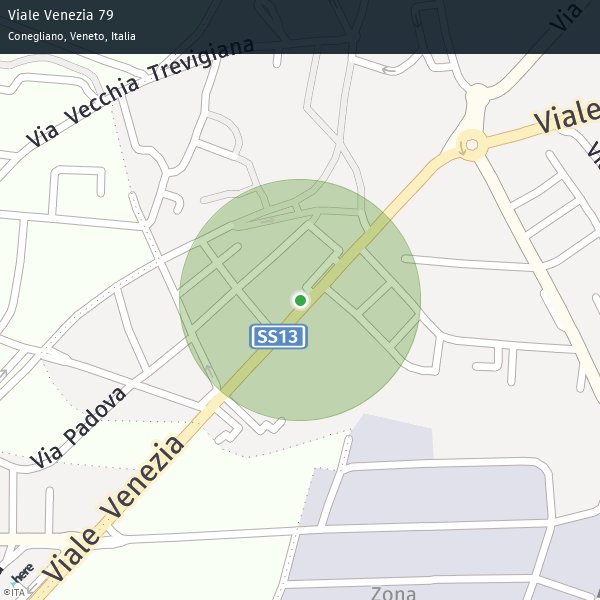 Viale Venezia 79
Conegliano, Veneto, Italia
Via
Via Vecchia Trevigiana
Viale
SS13
Via Padova
Viale Venezia
here
©ITA
Zona